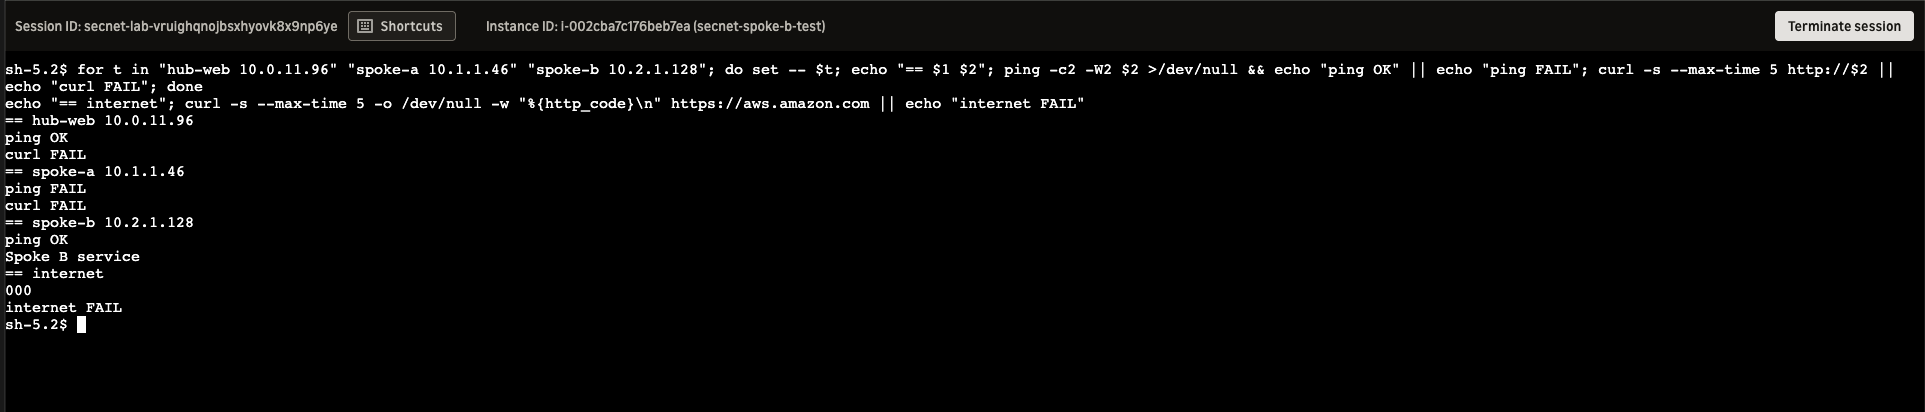 Session ID: secnet-lab-vruighqnojbsxhyovk8x9np6ye Shortcuts Instance ID: i-002cba7c176beb7ea (secnet-spoke-b-test) Terminate session
sh-5.2$ for t in "hub-web 10.0.11.96" "spoke-a 10.1.1.46" "spoke-b 10.2.1.128"; do set -- $t; echo "== $1 $2"; ping -c2 -W2 $2 >/dev/null && echo "ping OK" || echo "ping FAIL"; curl -s --max-time 5 http://$2 ||
echo "curl FAIL"; done
echo "== internet"; curl -s --max-time 5 -o /dev/null -w "%{http_code}\n" https://aws.amazon.com || echo "internet FAIL"
== hub-web 10.0.11.96
ping OK
curl FAIL
== spoke-a 10.1.1.46
ping FAIL
curl FAIL
== spoke-b 10.2.1.128
ping OK
Spoke B service
== internet
000
internet FAIL
sh-5.2$